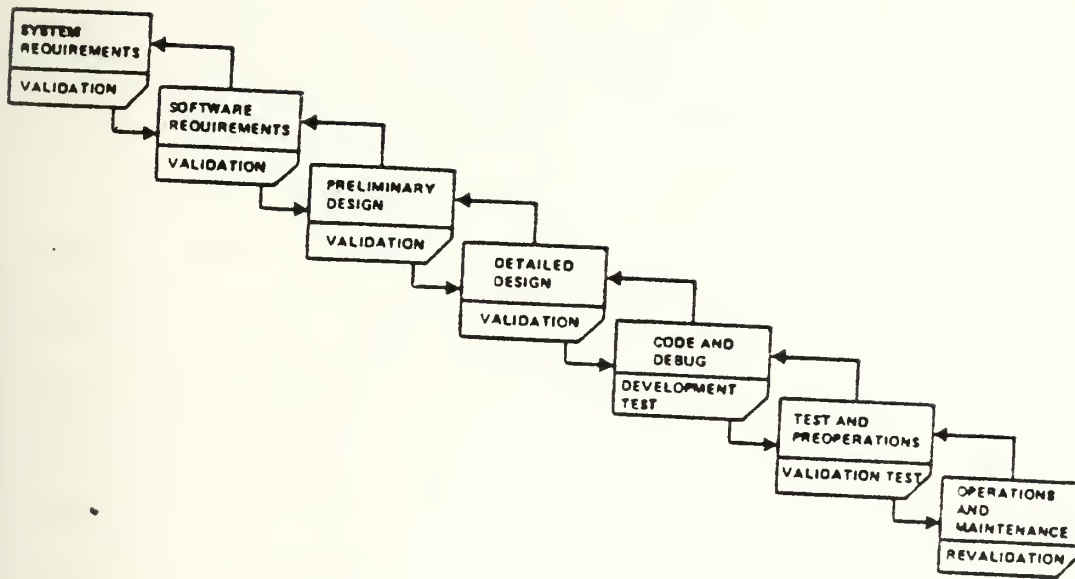 SYSTEM
REQUIREMENTS
VALIDATION
SOFTWARE
REQUIREMENTS
VALIDATION
PRELIMINARY
DESIGN
VALIDATION
DETAILED
DESIGN
VALIDATION
CODE AND
DEBUG
DEVELOPMENT
TEST
TEST AND
PREOPERATIONS
VALIDATION TEST
OPERATIONS
AND
MAINTENANCE
REVALIDATION